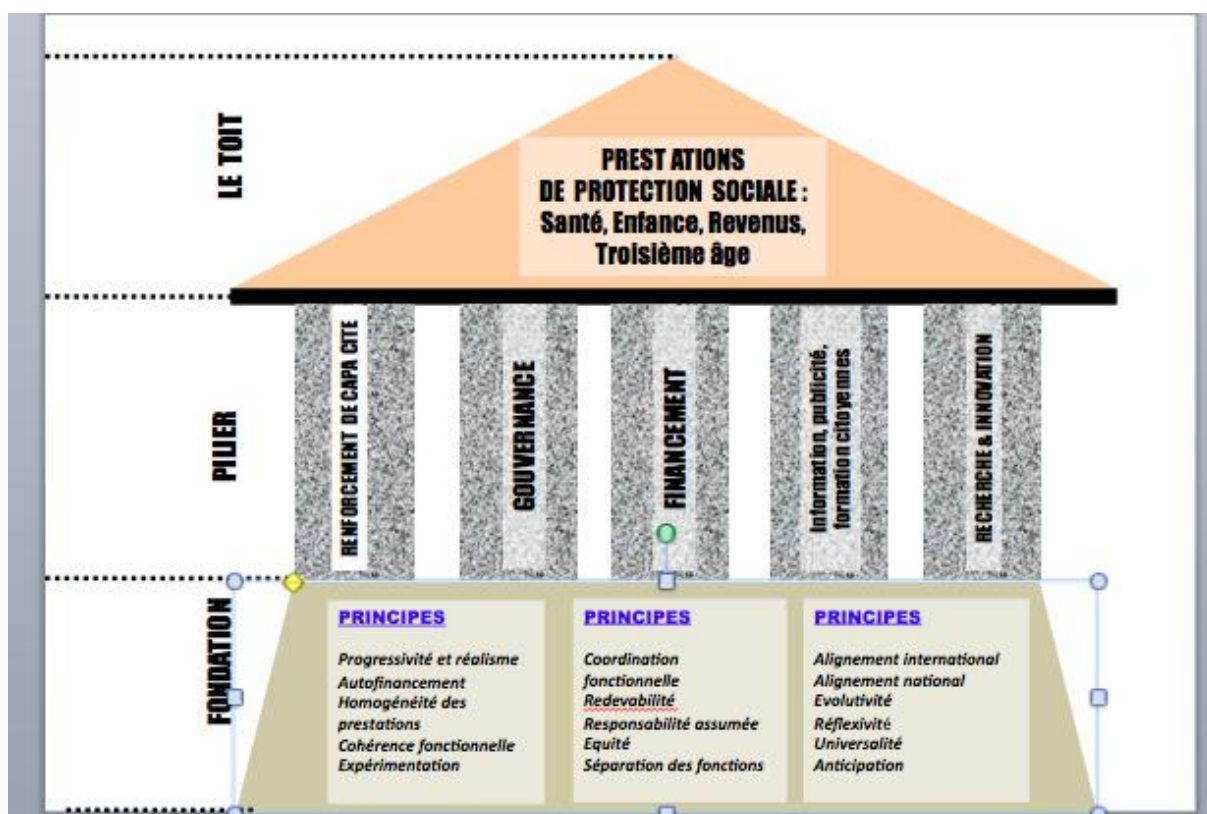 LE TOIT
PREST ATIONS
DE PROTECTION SOCIALE :
Santé, Enfance, Revenus,
Troisième âge
PILIER
RENFORCEMENT DE CAPA CITE
GOUVERNANCE
FINANCEMENT
Information, publicité,
formation citoyennes
RECHERCHE & INNOVATION
FONDATION
PRINCIPES
Progressivité et réalisme
Autofinancement
Homogénéité des
prestations
Cohérence fonctionnelle
Expérimentation
PRINCIPES
Coordination
fonctionnelle
Redevabilité
Responsabilité assumée
Equité
Séparation des fonctions
PRINCIPES
Alignement international
Alignement national
Evolutivité
Réflexivité
Universalité
Anticipation